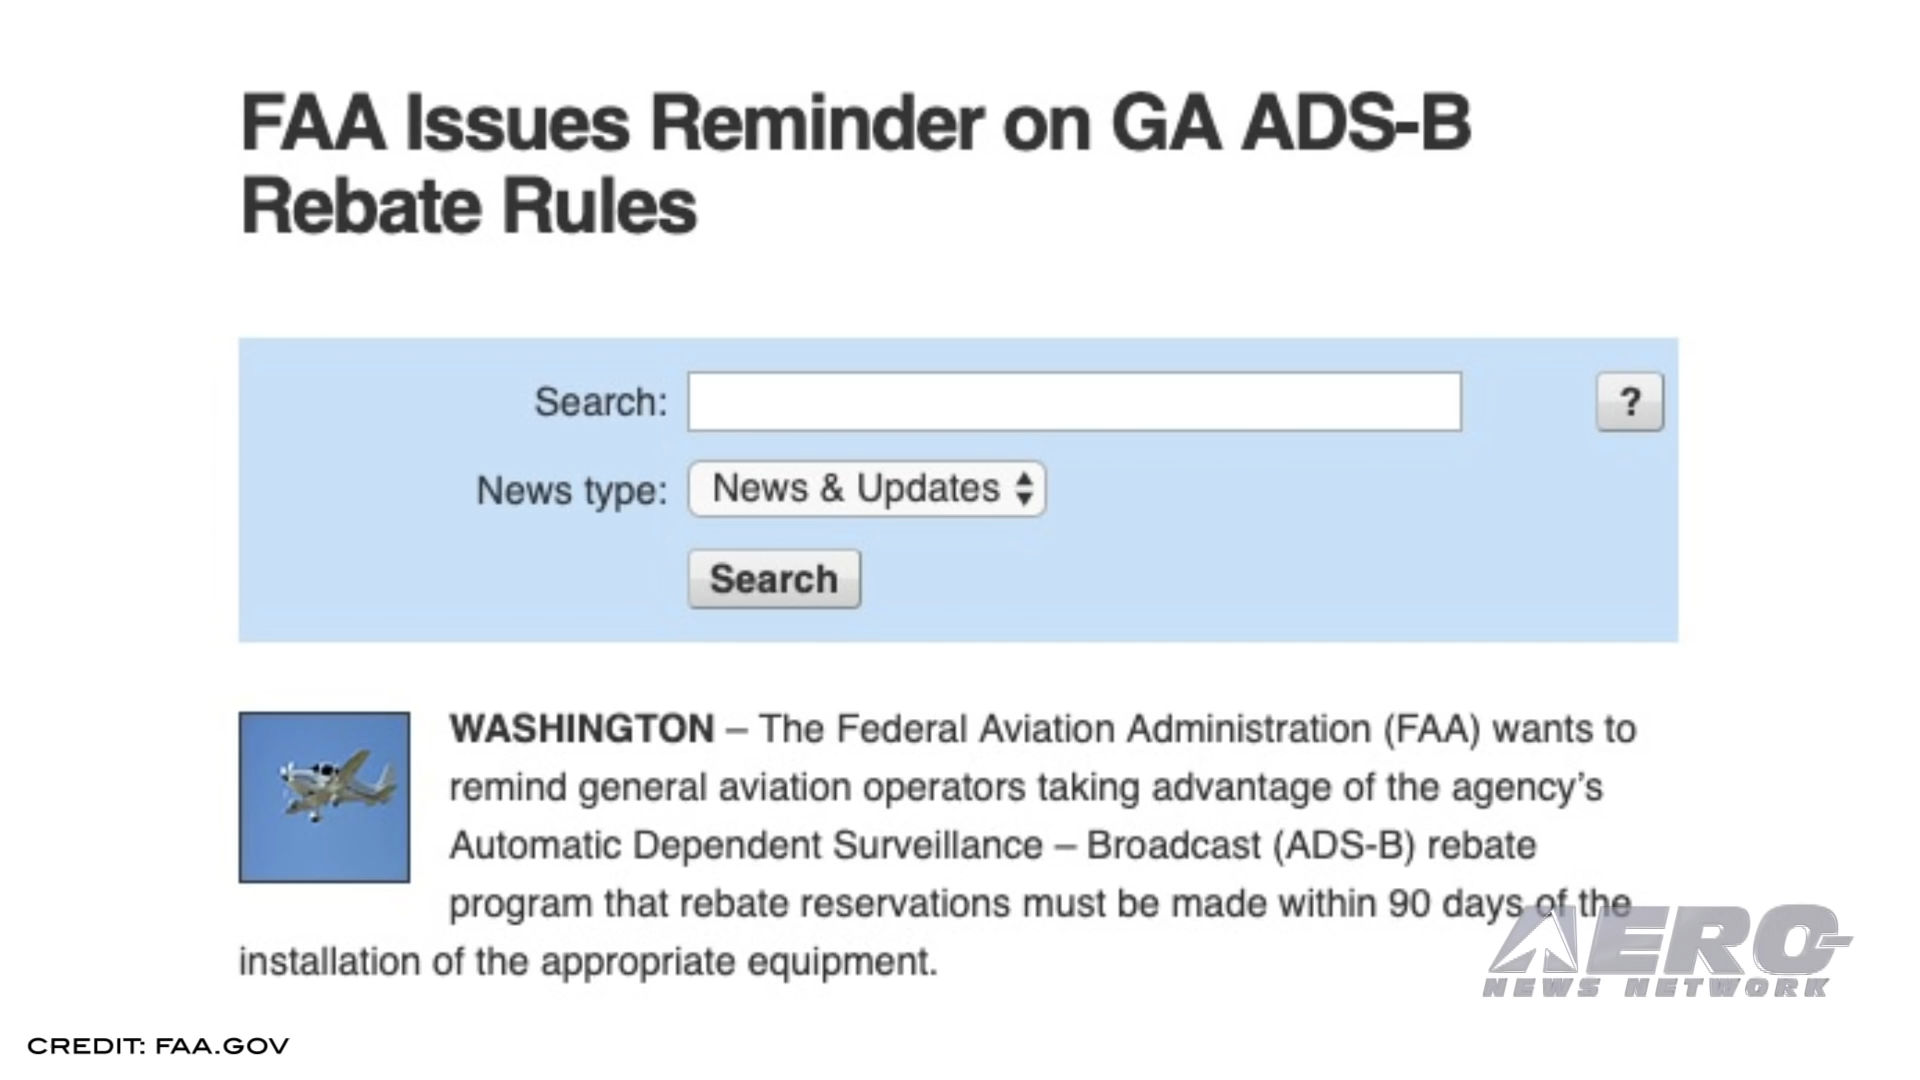 FAA Issues Reminder on GA ADS-B
Rebate Rules
Search:
?
News type: News & Updates
Search
WASHINGTON – The Federal Aviation Administration (FAA) wants to
remind general aviation operators taking advantage of the agency’s
Automatic Dependent Surveillance – Broadcast (ADS-B) rebate
program that rebate reservations must be made within 90 days of the
installation of the appropriate equipment.
AERO-
NEWS NETWORK
CREDIT: FAA.GOV